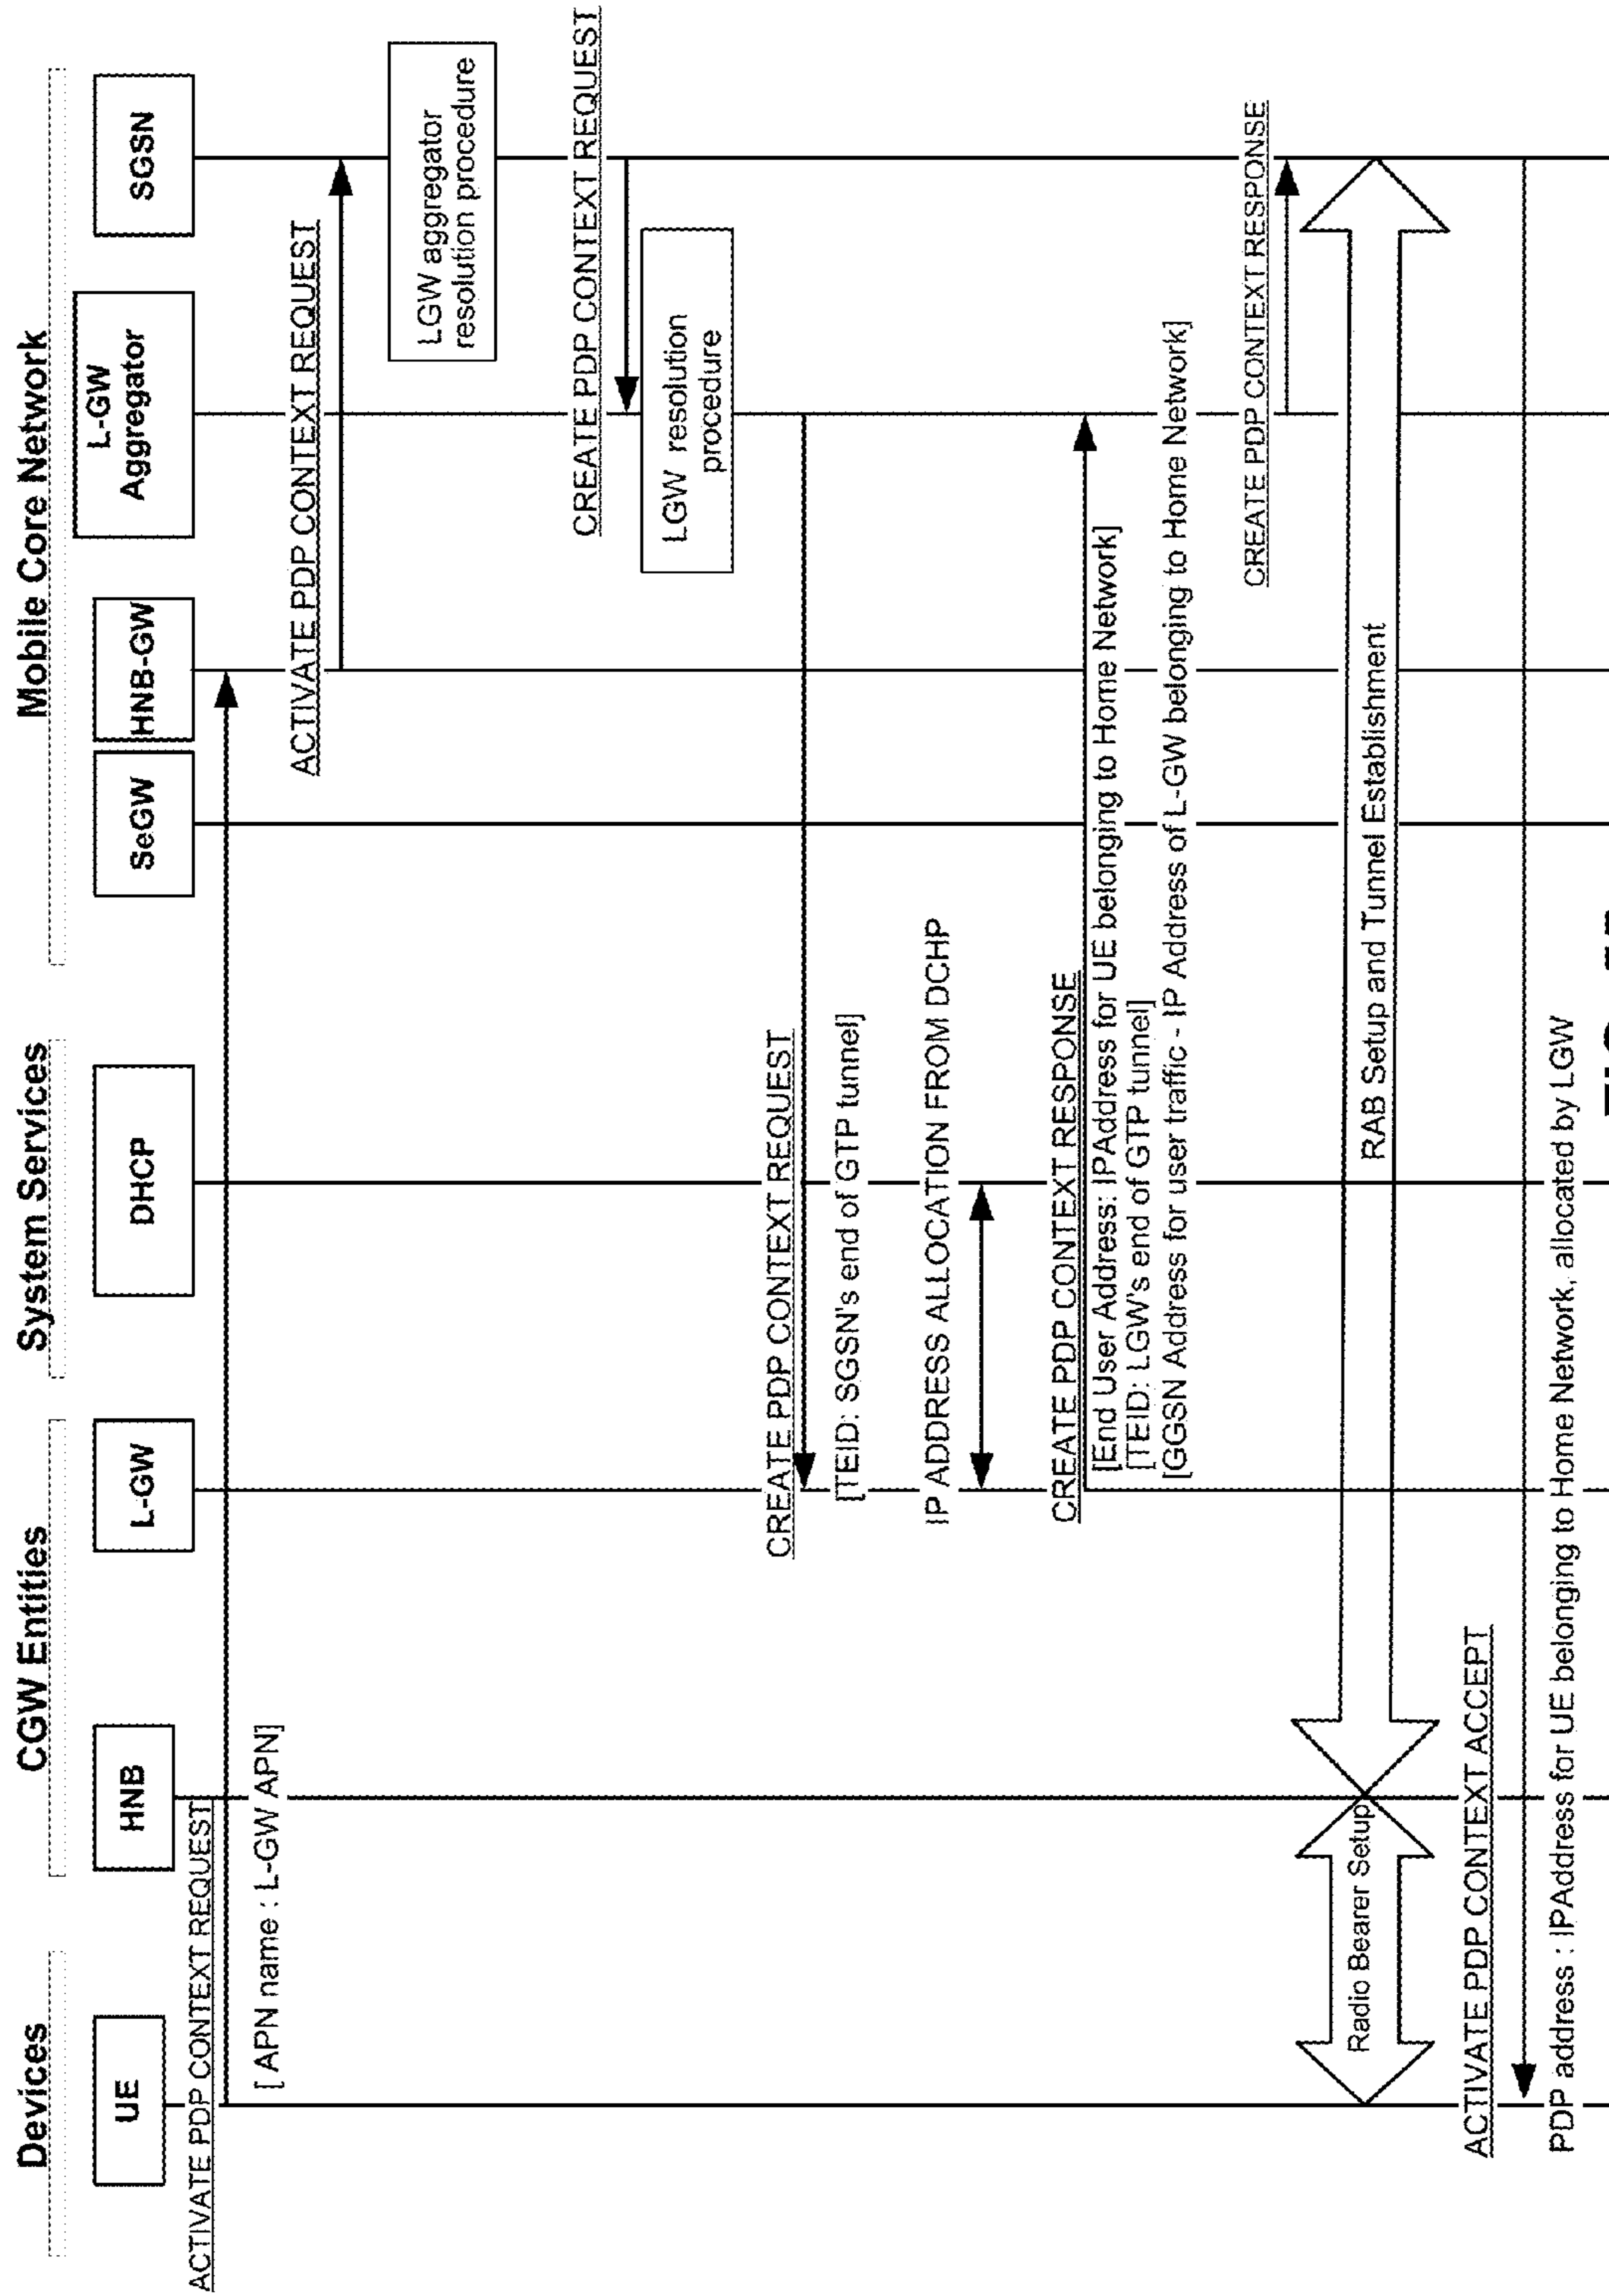 Devices
CGW Entities
System Services
Mobile Core Network
UE
HNB
L-GW
DHCP
SeGW
HNB-GW
L-GW
Aggregator
SGSN
ACTIVATE PDP CONTEXT REQUEST
[ APN name : L-GW APN]
ACTIVATE PDP CONTEXT REQUEST
LGW aggregator
resolution procedure
CREATE PDP CONTEXT REQUEST
LGW resolution
procedure
CREATE PDP CONTEXT REQUEST
[TEID: SGSN's end of GTP tunnel]
IP ADDRESS ALLOCATION FROM DCHP
CREATE PDP CONTEXT RESPONSE
[End User Address: IPAddress for UE belonging to Home Network]
[TEID: LGW's end of GTP tunnel]
[GGSN Address for user traffic - IP Address of L-GW belonging to Home Network]
CREATE PDP CONTEXT RESPONSE
Radio Bearer Setup
RAB Setup and Tunnel Establishment
ACTIVATE PDP CONTEXT ACCEPT
PDP address : IPAddress for UE belonging to Home Network, allocated by LGW